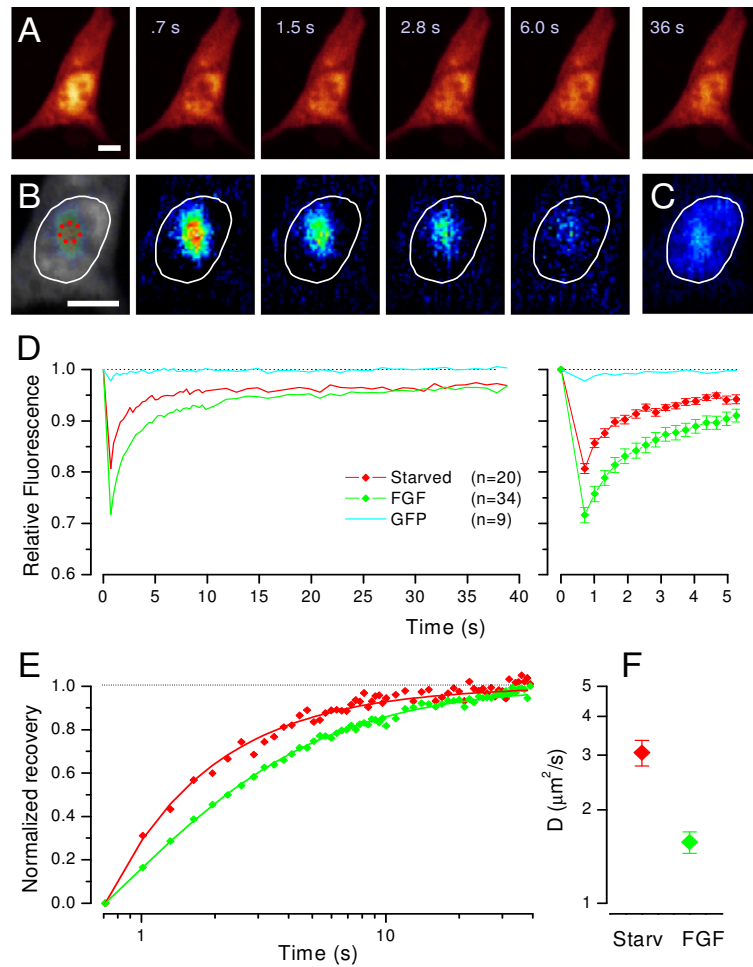 A .7 s 1.5 s 2.8 s 6.0 s 36 s
B C
D
Relative Fluorescence
1.0
0.9
0.8
0.7
0.6
0 5 10 15 20 25 30 35 40
0 1 2 3 4 5
Starved (n=20)
FGF (n=34)
GFP (n=9)
Time (s)
E
Normalized recovery
1.0
0.8
0.6
0.4
0.2
0.0
1 10
Time (s)
F
D (μm²/s)
5
4
3
2
1
Starv FGF